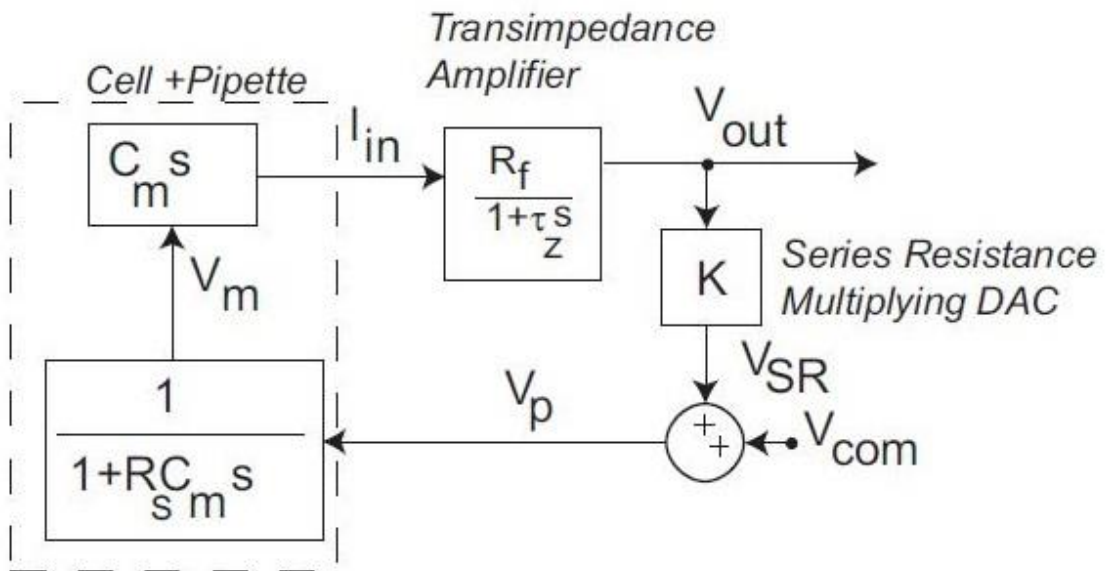 Transimpedance
Amplifier
Cell +Pipette
C_m s
I_in
R_f
1+τ_z s
V_out
V_m
K
Series Resistance
Multiplying DAC
V_SR
1
1+R_s C_m s
V_p
+
+
V_com